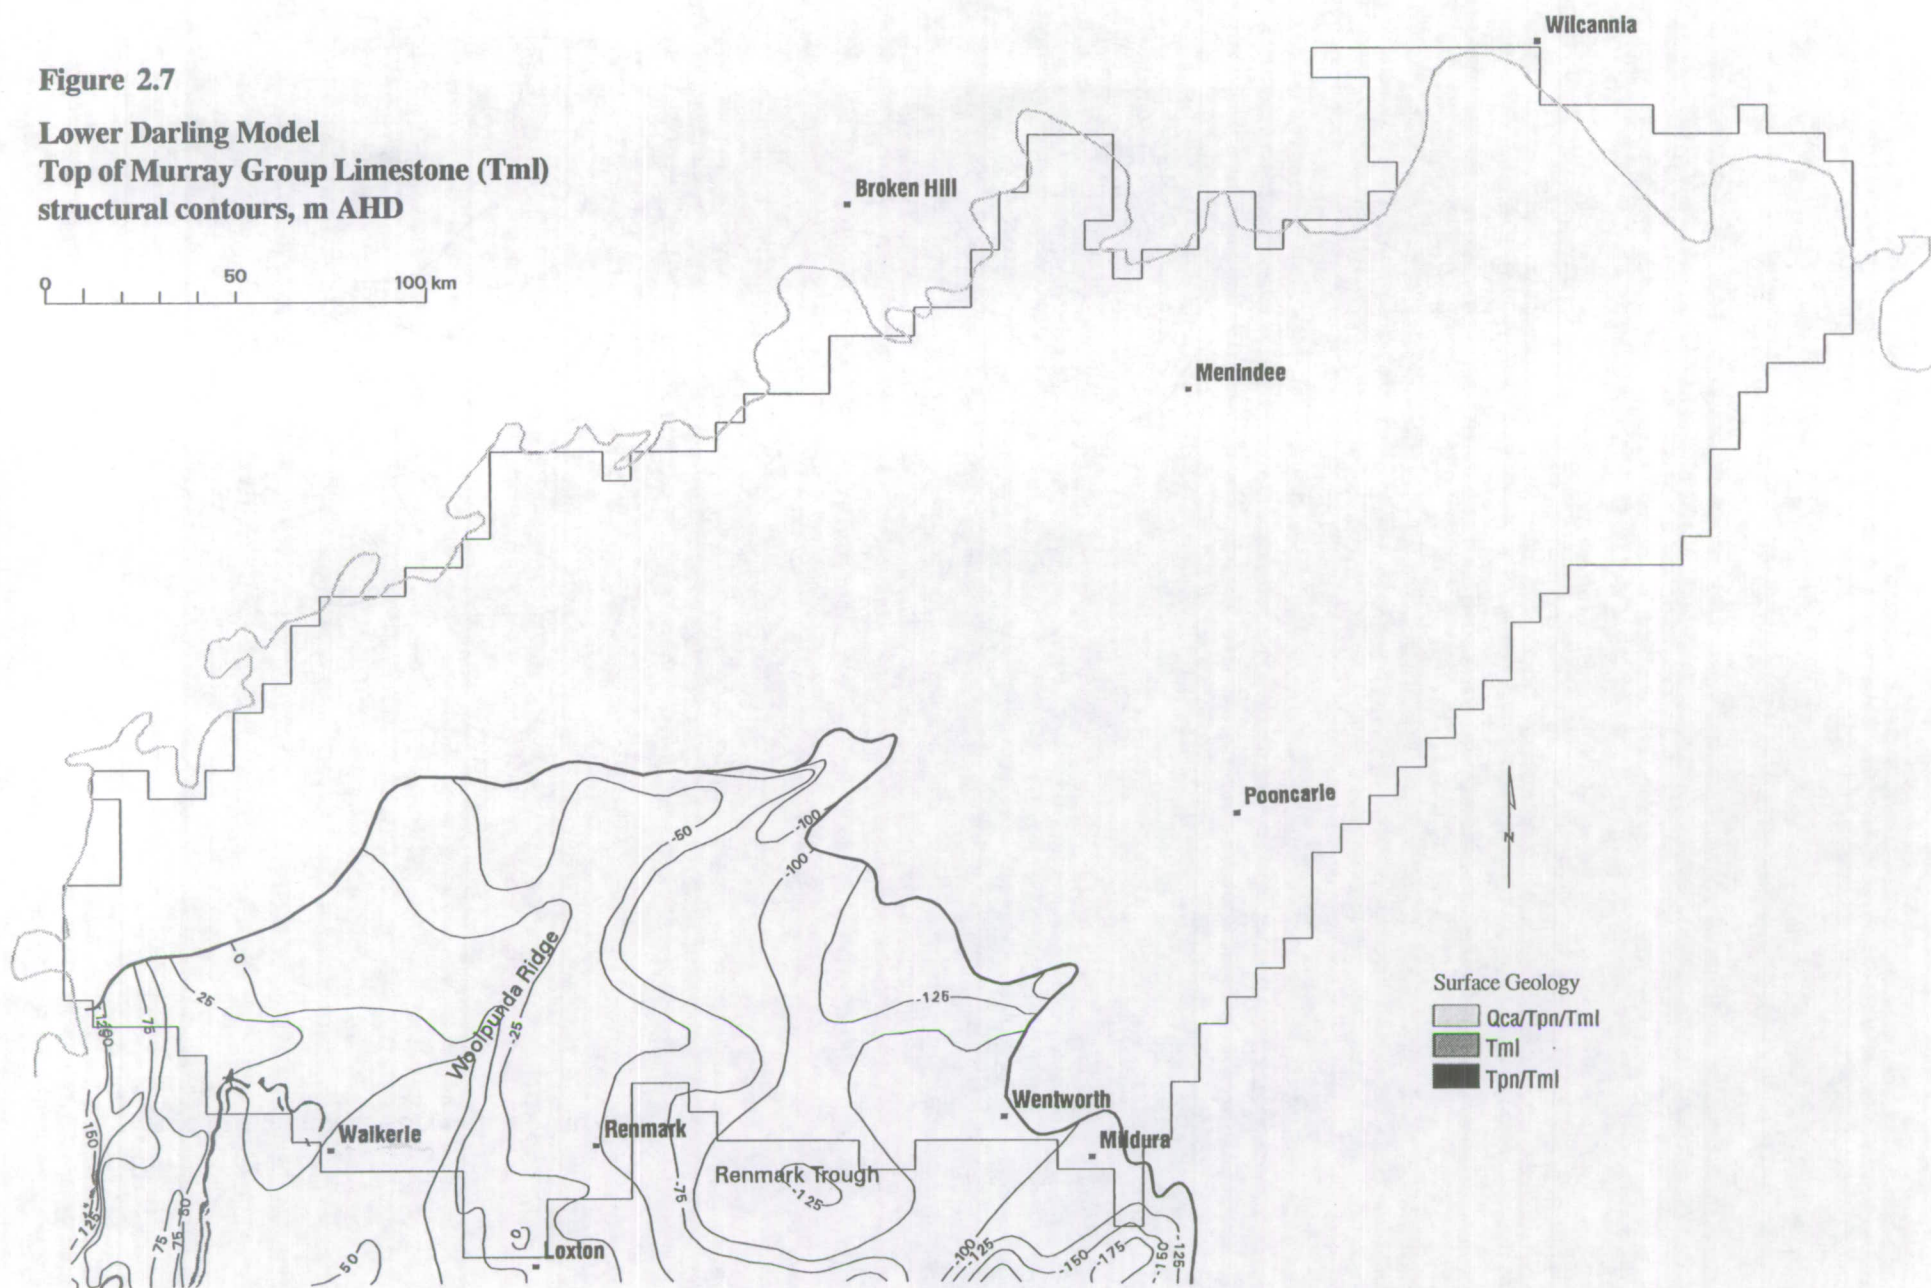 Figure 2.7
Lower Darling Model
Top of Murray Group Limestone (Tml)
structural contours, m AHD
0 50 100 km
Wilcannia
Broken Hill
Menindee
Pooncarie
N
-50
-100
-100
0
25
75
Woolpunda Ridge
-25
-125
Surface Geology
Qca/Tpn/Tml
Tml
Tpn/Tml
150
Walkerie
Renmark
Wentworth
Mildura
Renmark Trough
-125
-75
125
75
75
50
50
0
Loxton
-100
-125
-150
-175
-150
-125